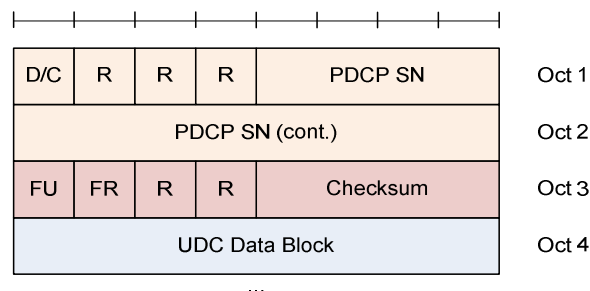 D/C R R R PDCP SN Oct 1
PDCP SN (cont.) Oct 2
FU FR R R Checksum Oct 3
UDC Data Block Oct 4
...